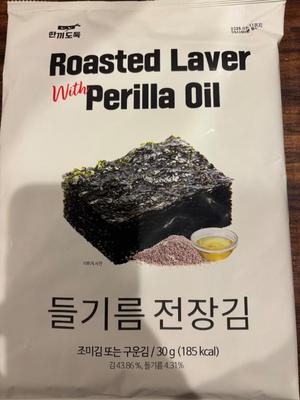 한끼도둑
Roasted Laver
With Perilla Oil
들기름 전장김
조미김 또는 구운김 / 30 g (185 kcal)
김 43.86 %, 들기름 4.31%